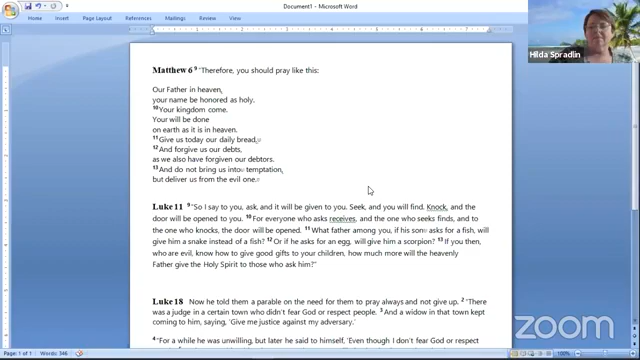 Document1 - Microsoft Word
Home
Insert
Page Layout
References
Mailings
Review
View
Hilda Spradlin
Matthew 6 9 "Therefore, you should pray like this:
Our Father in heaven,
your name be honored as holy.
10 Your kingdom come.
Your will be done
on earth as it is in heaven.
11 Give us today our daily bread.
12 And forgive us our debts,
as we also have forgiven our debtors.
13 And do not bring us into temptation,
but deliver us from the evil one.
Luke 11 9 "So I say to you, ask, and it will be given to you. Seek, and you will find. Knock, and the
door will be opened to you. 10 For everyone who asks receives, and the one who seeks finds, and to
the one who knocks, the door will be opened. 11 What father among you, if his son asks for a fish, will
give him a snake instead of a fish? 12 Or if he asks for an egg, will give him a scorpion? 13 If you then,
who are evil, know how to give good gifts to your children, how much more will the heavenly
Father give the Holy Spirit to those who ask him?"
Luke 18 Now he told them a parable on the need for them to pray always and not give up. 2 "There
was a judge in a certain town who didn't fear God or respect people. 3 And a widow in that town kept
coming to him, saying, 'Give me justice against my adversary.'
4 "For a while he was unwilling, but later he said to himself, 'Even though I don't fear God or respect
zoom
Page: 1 of 1
Words: 346
100%